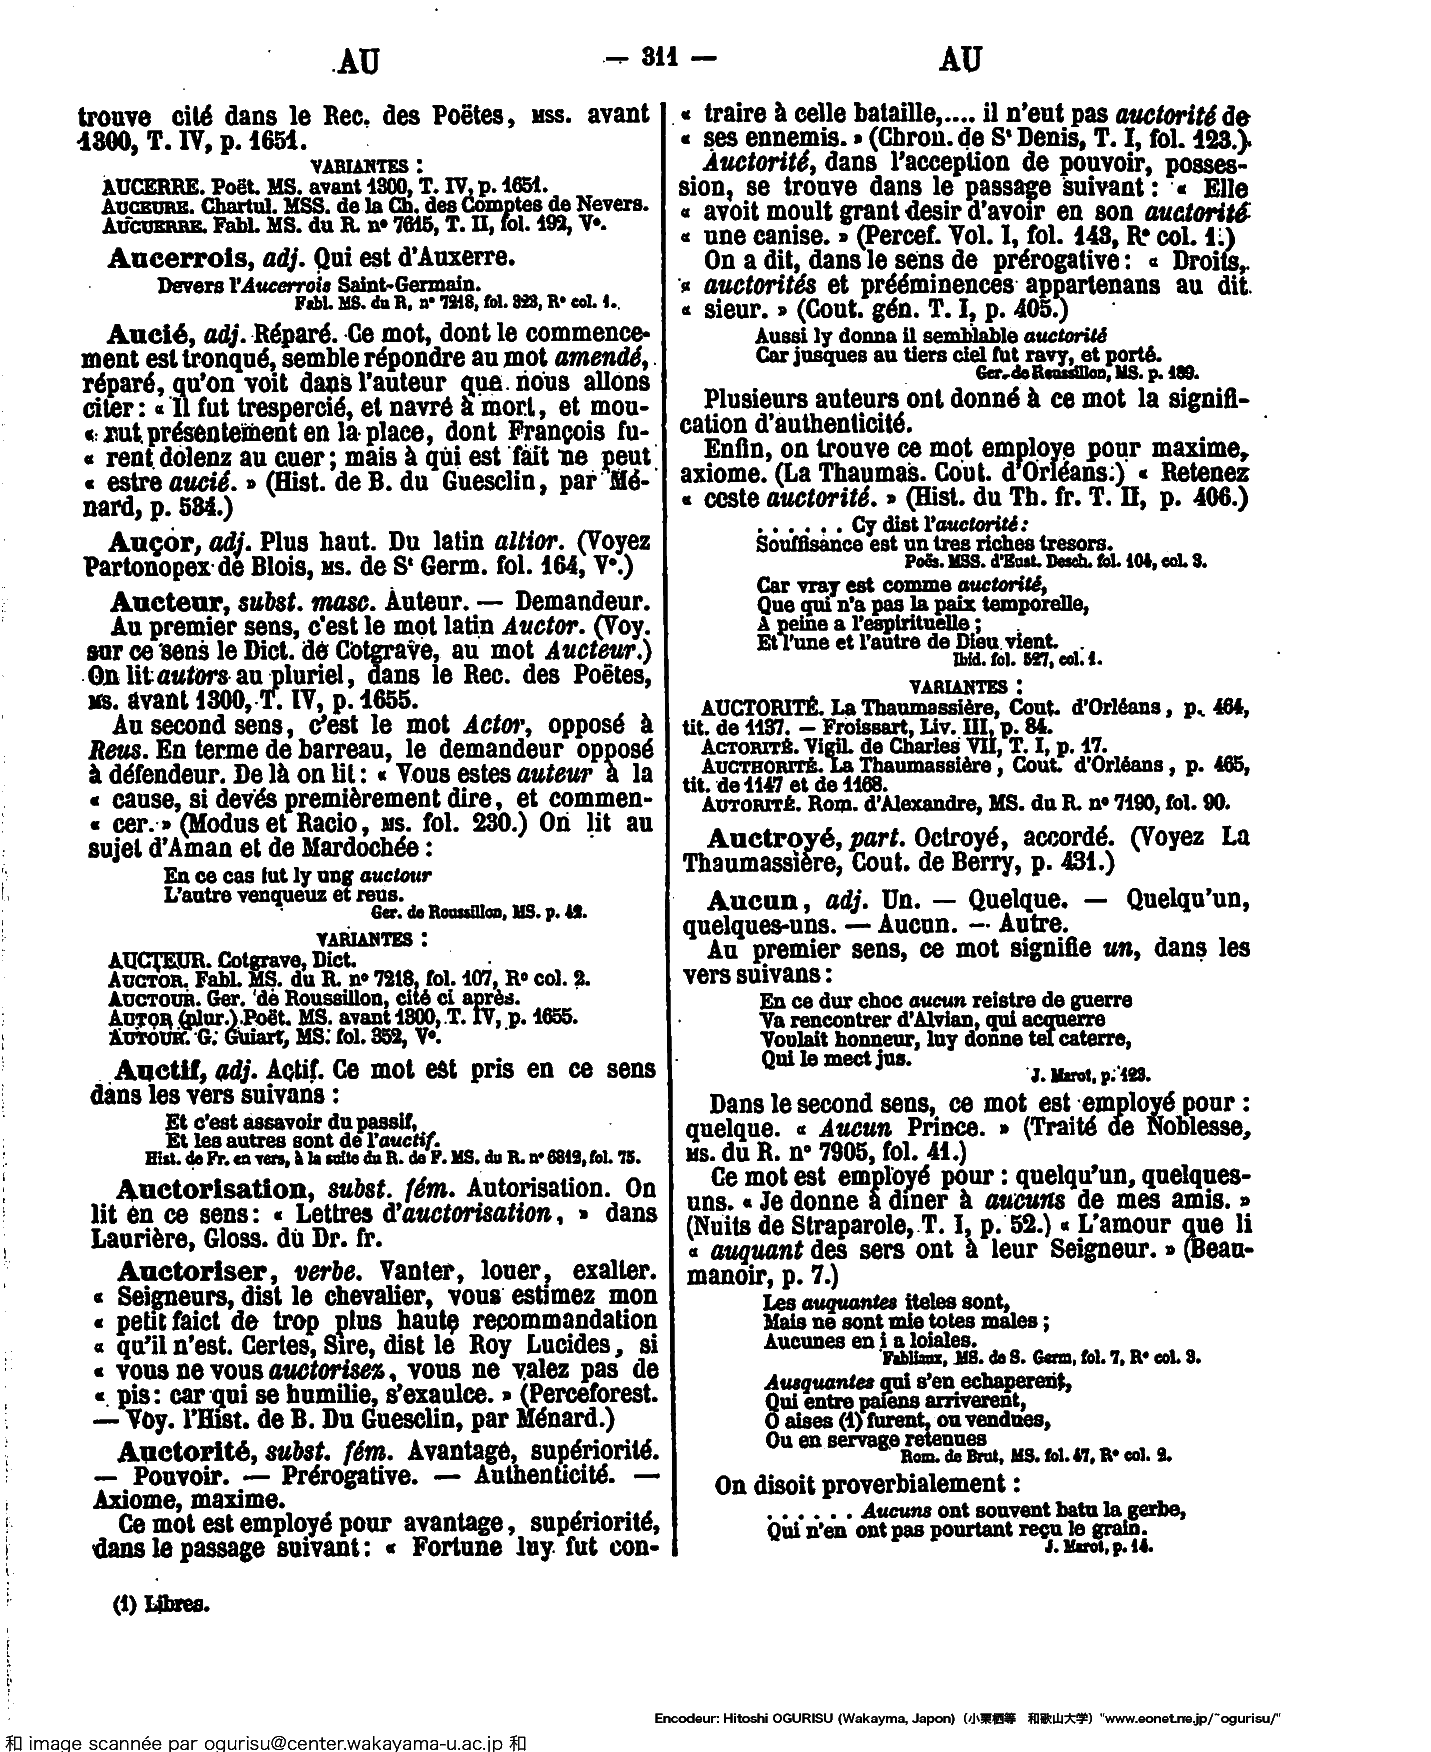 AU — 311 — AU
trouve cité dans le Rec. des Poëtes, MSS. avant
1300, T. IV, p. 1651.
VARIANTES :
AUCERRE. Poët. MS. avant 1300, T. IV, p. 1651.
AUCEURE. Chartul. MSS. de la Ch. des Comptes de Nevers.
AUCUERRE. Fabl. MS. du R. nº 7615, T. II, fol. 192, Vº.
Aucerrois, adj. Qui est d'Auxerre.
Devers l'Aucerrois Saint-Germain.
Fabl. MS. du R, nº 7218, fol. 323, Rº col. 1.
Aucié, adj. Réparé. Ce mot, dont le commence-
ment est tronqué, semble répondre au mot amendé,
réparé, qu'on voit dans l'auteur que nous allons
citer : « Il fut trespercié, et navré à mort, et mou-
« rut présentement en la place, dont François fu-
« rent dolenz au cuer ; mais à qui est fait ne peut
« estre aucié. » (Hist. de B. du Guesclin, par Mé-
nard, p. 534.)
Auçor, adj. Plus haut. Du latin altior. (Voyez
Partonopex de Blois, MS. de Sᵗ Germ. fol. 164, Vº.)
Aucteur, subst. masc. Auteur. — Demandeur.
Au premier sens, c'est le mot latin Auctor. (Voy.
sur ce sens le Dict. de Cotgrave, au mot Aucteur.)
On lit autors au pluriel, dans le Rec. des Poëtes,
MS. avant 1300, T. IV, p. 1655.
Au second sens, c'est le mot Actor, opposé à
Reus. En terme de barreau, le demandeur opposé
à défendeur. De là on lit : « Vous estes auteur à la
« cause, si devés premièrement dire, et commen-
« cer. » (Modus et Racio, MS. fol. 230.) On lit au
sujet d'Aman et de Mardochée :
En ce cas fut ly ung auctour
L'autre venqueuz et reus.
Ger. de Roussillon, MS. p. 42.
VARIANTES :
AUCTEUR. Cotgrave, Dict.
AUCTOR. Fabl. MS. du R. nº 7218, fol. 107, Rº col. 2.
AUCTOUR. Ger. de Roussillon, cité ci après.
AUTOR (plur.) Poët. MS. avant 1300, T. IV, p. 1655.
AUTOUR. G. Guiart, MS. fol. 352, Vº.
Auctif, adj. Actif. Ce mot est pris en ce sens
dans les vers suivans :
Et c'est assavoir du passif,
Et les autres sont de l'auctif.
Hist. de Fr. en vers, à la suite du R. de F. MS. du R. nº 6812, fol. 75.
Auctorisation, subst. fém. Autorisation. On
lit en ce sens : « Lettres d'auctorisation, » dans
Laurière, Gloss. du Dr. fr.
Auctoriser, verbe. Vanter, louer, exalter.
« Seigneurs, dist le chevalier, vous estimez mon
« petit faict de trop plus haute recommandation
« qu'il n'est. Certes, Sire, dist le Roy Lucides, si
« vous ne vous auctorisez, vous ne valez pas de
« pis : car qui se humilie, s'exaulce. » (Perceforest.
— Voy. l'Hist. de B. Du Guesclin, par Ménard.)
Auctorité, subst. fém. Avantage, supériorité.
— Pouvoir. — Prérogative. — Authenticité. —
Axiome, maxime.
Ce mot est employé pour avantage, supériorité,
dans le passage suivant : « Fortune luy fut con-
« traire à celle bataille,.... il n'eut pas auctorité de
« ses ennemis. » (Chron. de Sᵗ Denis, T. I, fol. 123.)
Auctorité, dans l'acception de pouvoir, posses-
sion, se trouve dans le passage suivant : « Elle
« avoit moult grant desir d'avoir en son auctorité
« une canise. » (Percef. Vol. I, fol. 143, Rº col. 1.)
On a dit, dans le sens de prérogative : « Droits,
« auctorités et prééminences appartenans au dit
« sieur. » (Cout. gén. T. I, p. 405.)
Aussi ly donna il semblable auctorité
Car jusques au tiers ciel fut ravy, et porté.
Ger. de Roussillon, MS. p. 189.
Plusieurs auteurs ont donné à ce mot la signifi-
cation d'authenticité.
Enfin, on trouve ce mot employe pour maxime,
axiome. (La Thaumas. Cout. d'Orléans.) « Retenez
« ceste auctorité. » (Hist. du Th. fr. T. II, p. 406.)
. . . . . . Cy dist l'auctorité :
Souffisance est un tres riches tresors.
Poës. MSS. d'Eust. Desch. fol. 104, col. 3.
Car vray est comme auctorité,
Que qui n'a pas la paix temporelle,
A peine a l'espirituelle ;
Et l'une et l'autre de Dieu vient.
Ibid. fol. 527, col. 1.
VARIANTES :
AUCTORITÉ. La Thaumassière, Cout. d'Orléans, p. 464,
tit. de 1137. — Froissart, Liv. III, p. 84.
ACTORITÉ. Vigil. de Charles VII, T. I, p. 17.
AUCTHORITÉ. La Thaumassière, Cout. d'Orléans, p. 465,
tit. de 1147 et de 1168.
AUTORITÉ. Rom. d'Alexandre, MS. du R. nº 7190, fol. 90.
Auctroyé, part. Octroyé, accordé. (Voyez La
Thaumassière, Cout. de Berry, p. 431.)
Aucun, adj. Un. — Quelque. — Quelqu'un,
quelques-uns. — Aucun. — Autre.
Au premier sens, ce mot signifie un, dans les
vers suivans :
En ce dur choc aucun reistre de guerre
Va rencontrer d'Alvian, qui acquerre
Voulait honneur, luy donne tel caterre,
Qui le mect jus.
J. Marot, p. 123.
Dans le second sens, ce mot est employé pour :
quelque. « Aucun Prince. » (Traité de Noblesse,
MS. du R. nº 7905, fol. 41.)
Ce mot est employé pour : quelqu'un, quelques-
uns. « Je donne à diner à aucuns de mes amis. »
(Nuits de Straparole, T. I, p. 52.) « L'amour que li
« auquant des sers ont à leur Seigneur. » (Beau-
manoir, p. 7.)
Les auquantes iteles sont,
Mais ne sont mie totes males ;
Aucunes en i a loiales.
Fabliaux, MS. de S. Germ, fol. 7, Rº col. 3.
Ausquantes qui s'en echaperent,
Qui entre païens arriverent,
O aises (1) furent, ou vendues,
Ou en servage retenues
Rom. de Brut, MS. fol. 47, Rº col. 2.
On disoit proverbialement :
. . . . . . Aucuns ont souvent batu la gerbe,
Qui n'en ont pas pourtant reçu le grain.
J. Marot, p. 14.
(1) Libres.
Encodeur: Hitoshi OGURISU (Wakayma, Japon) (小栗栖等 和歌山大学) "www.eonet.ne.jp/~ogurisu/"
和 image scannée par ogurisu@center.wakayama-u.ac.jp 和